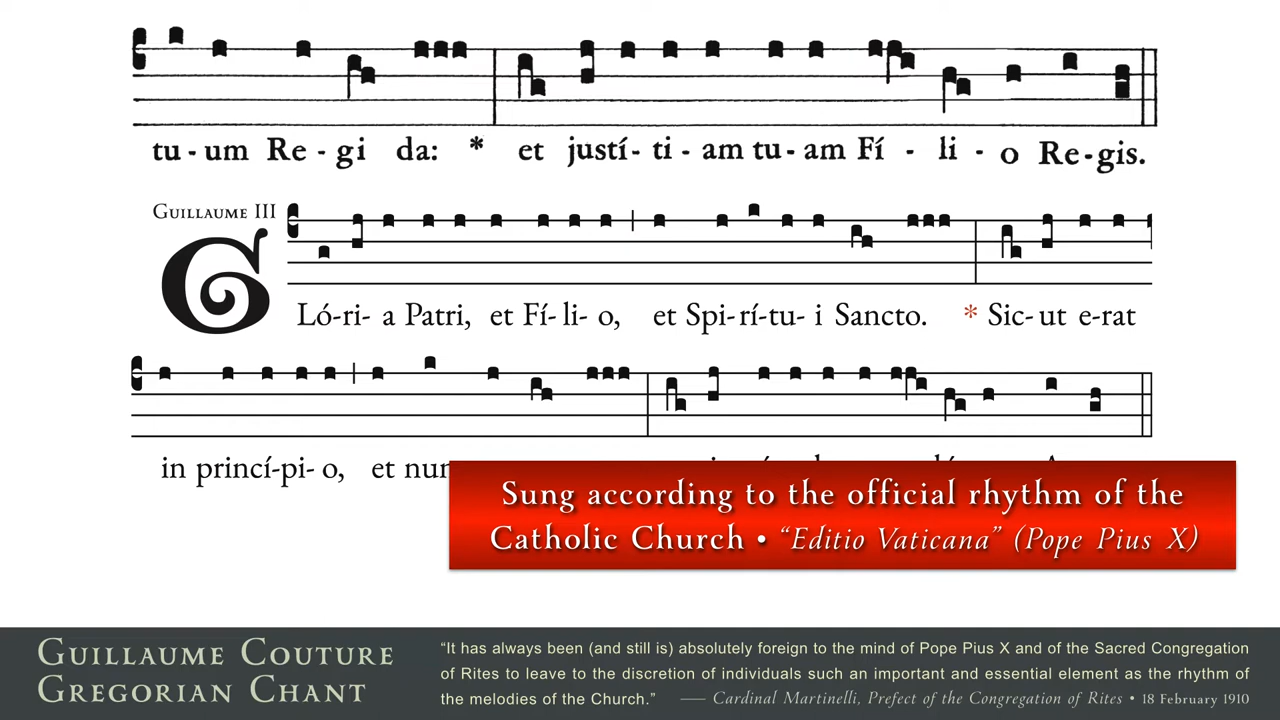 tu - um Re - gi da: * et justí - ti - am tu - am Fí - li - o Re - gis.
Guillaume III
GLó-ri- a Patri, et Fí- li- o, et Spi-rí-tu- i Sancto. * Sic- ut e-rat
in princí-pi- o, et
Sung according to the official rhythm of the
Catholic Church • “Editio Vaticana” (Pope Pius X)
Guillaume Couture
Gregorian Chant
“It has always been (and still is) absolutely foreign to the mind of Pope Pius X and of the Sacred Congregation
of Rites to leave to the discretion of individuals such an important and essential element as the rhythm of
the melodies of the Church.” —— Cardinal Martinelli, Prefect of the Congregation of Rites • 18 February 1910